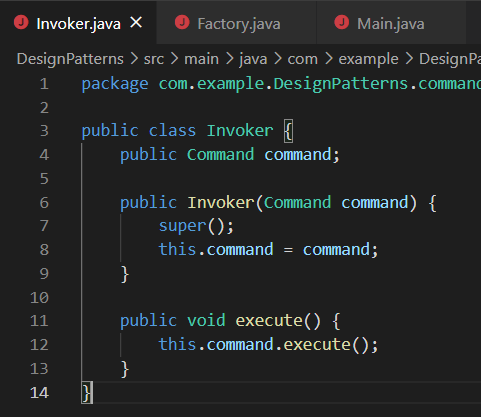 Invoker.java Factory.java Main.java
DesignPatterns > src > main > java > com > example >
1 package com.example.DesignPatterns.
2
3 public class Invoker {
4     public Command command;
5
6     public Invoker(Command command) {
7         super();
8         this.command = command;
9     }
10
11     public void execute() {
12         this.command.execute();
13     }
14 }